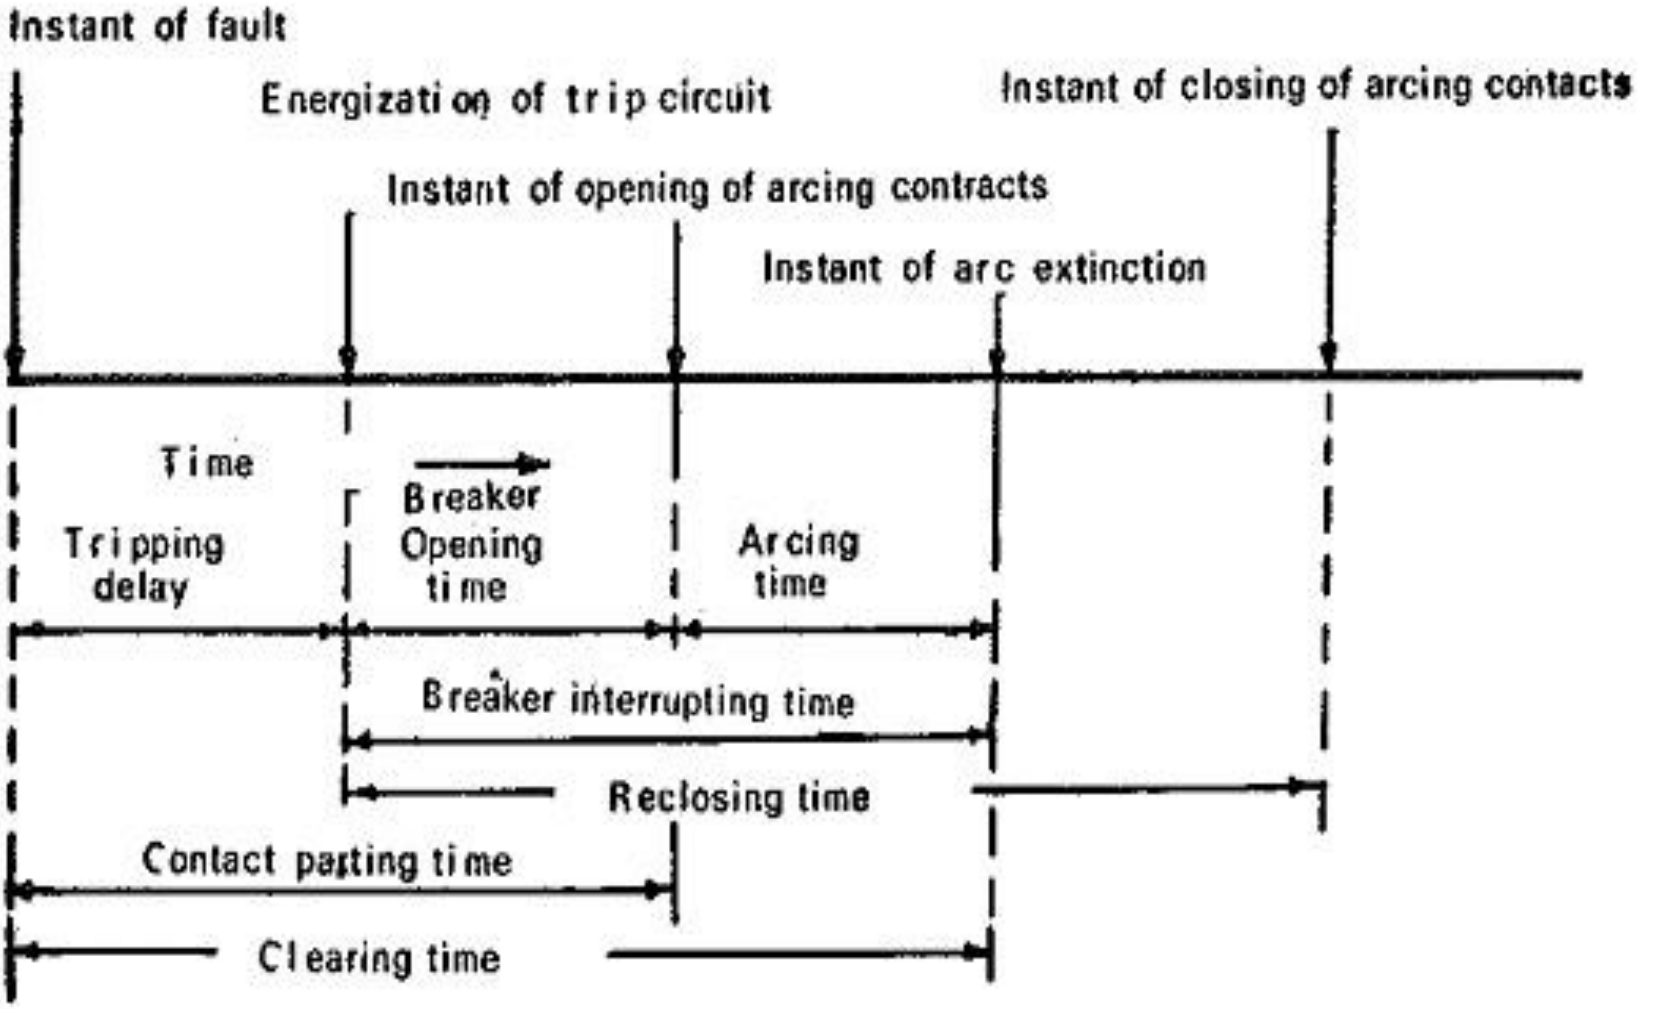 Instant of fault
Energization of trip circuit
Instant of closing of arcing contacts
Instant of opening of arcing contracts
Instant of arc extinction
Time
Breaker
Opening
time
Tripping
delay
Arcing
time
Breaker interrupting time
Reclosing time
Contact parting time
Clearing time